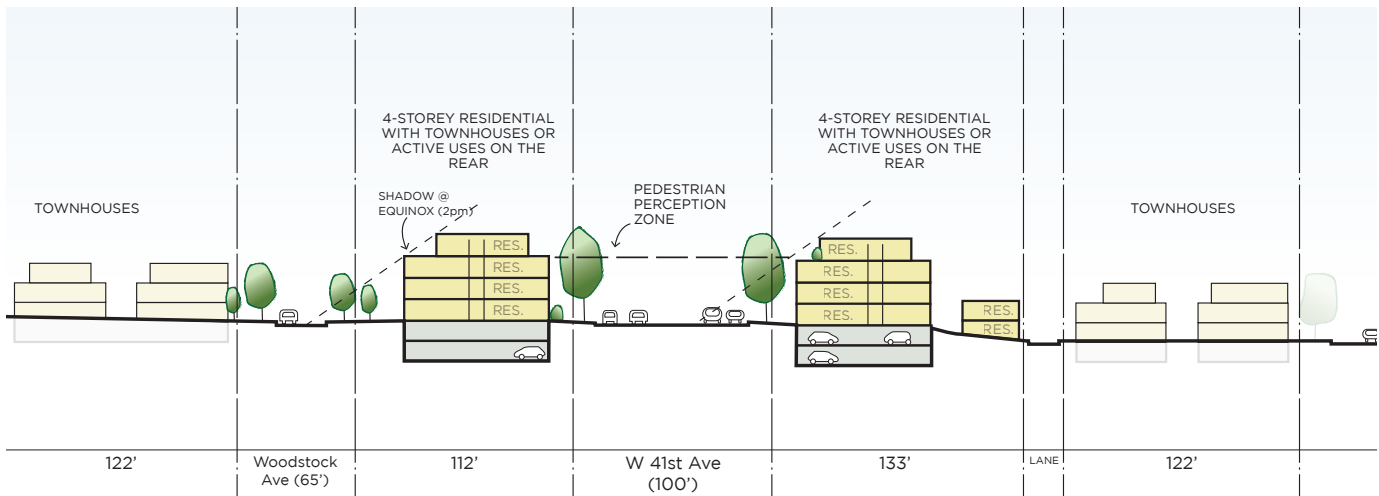 4-STOREY RESIDENTIAL
WITH TOWNHOUSES OR
ACTIVE USES ON THE
REAR
4-STOREY RESIDENTIAL
WITH TOWNHOUSES OR
ACTIVE USES ON THE
REAR
TOWNHOUSES
SHADOW @
EQUINOX (2pm)
PEDESTRIAN
PERCEPTION
ZONE
TOWNHOUSES
RES.
RES.
RES.
RES.
RES.
RES.
RES.
RES.
RES.
RES.
122'
Woodstock
Ave (65')
112'
W 41st Ave
(100')
133'
LANE
122'